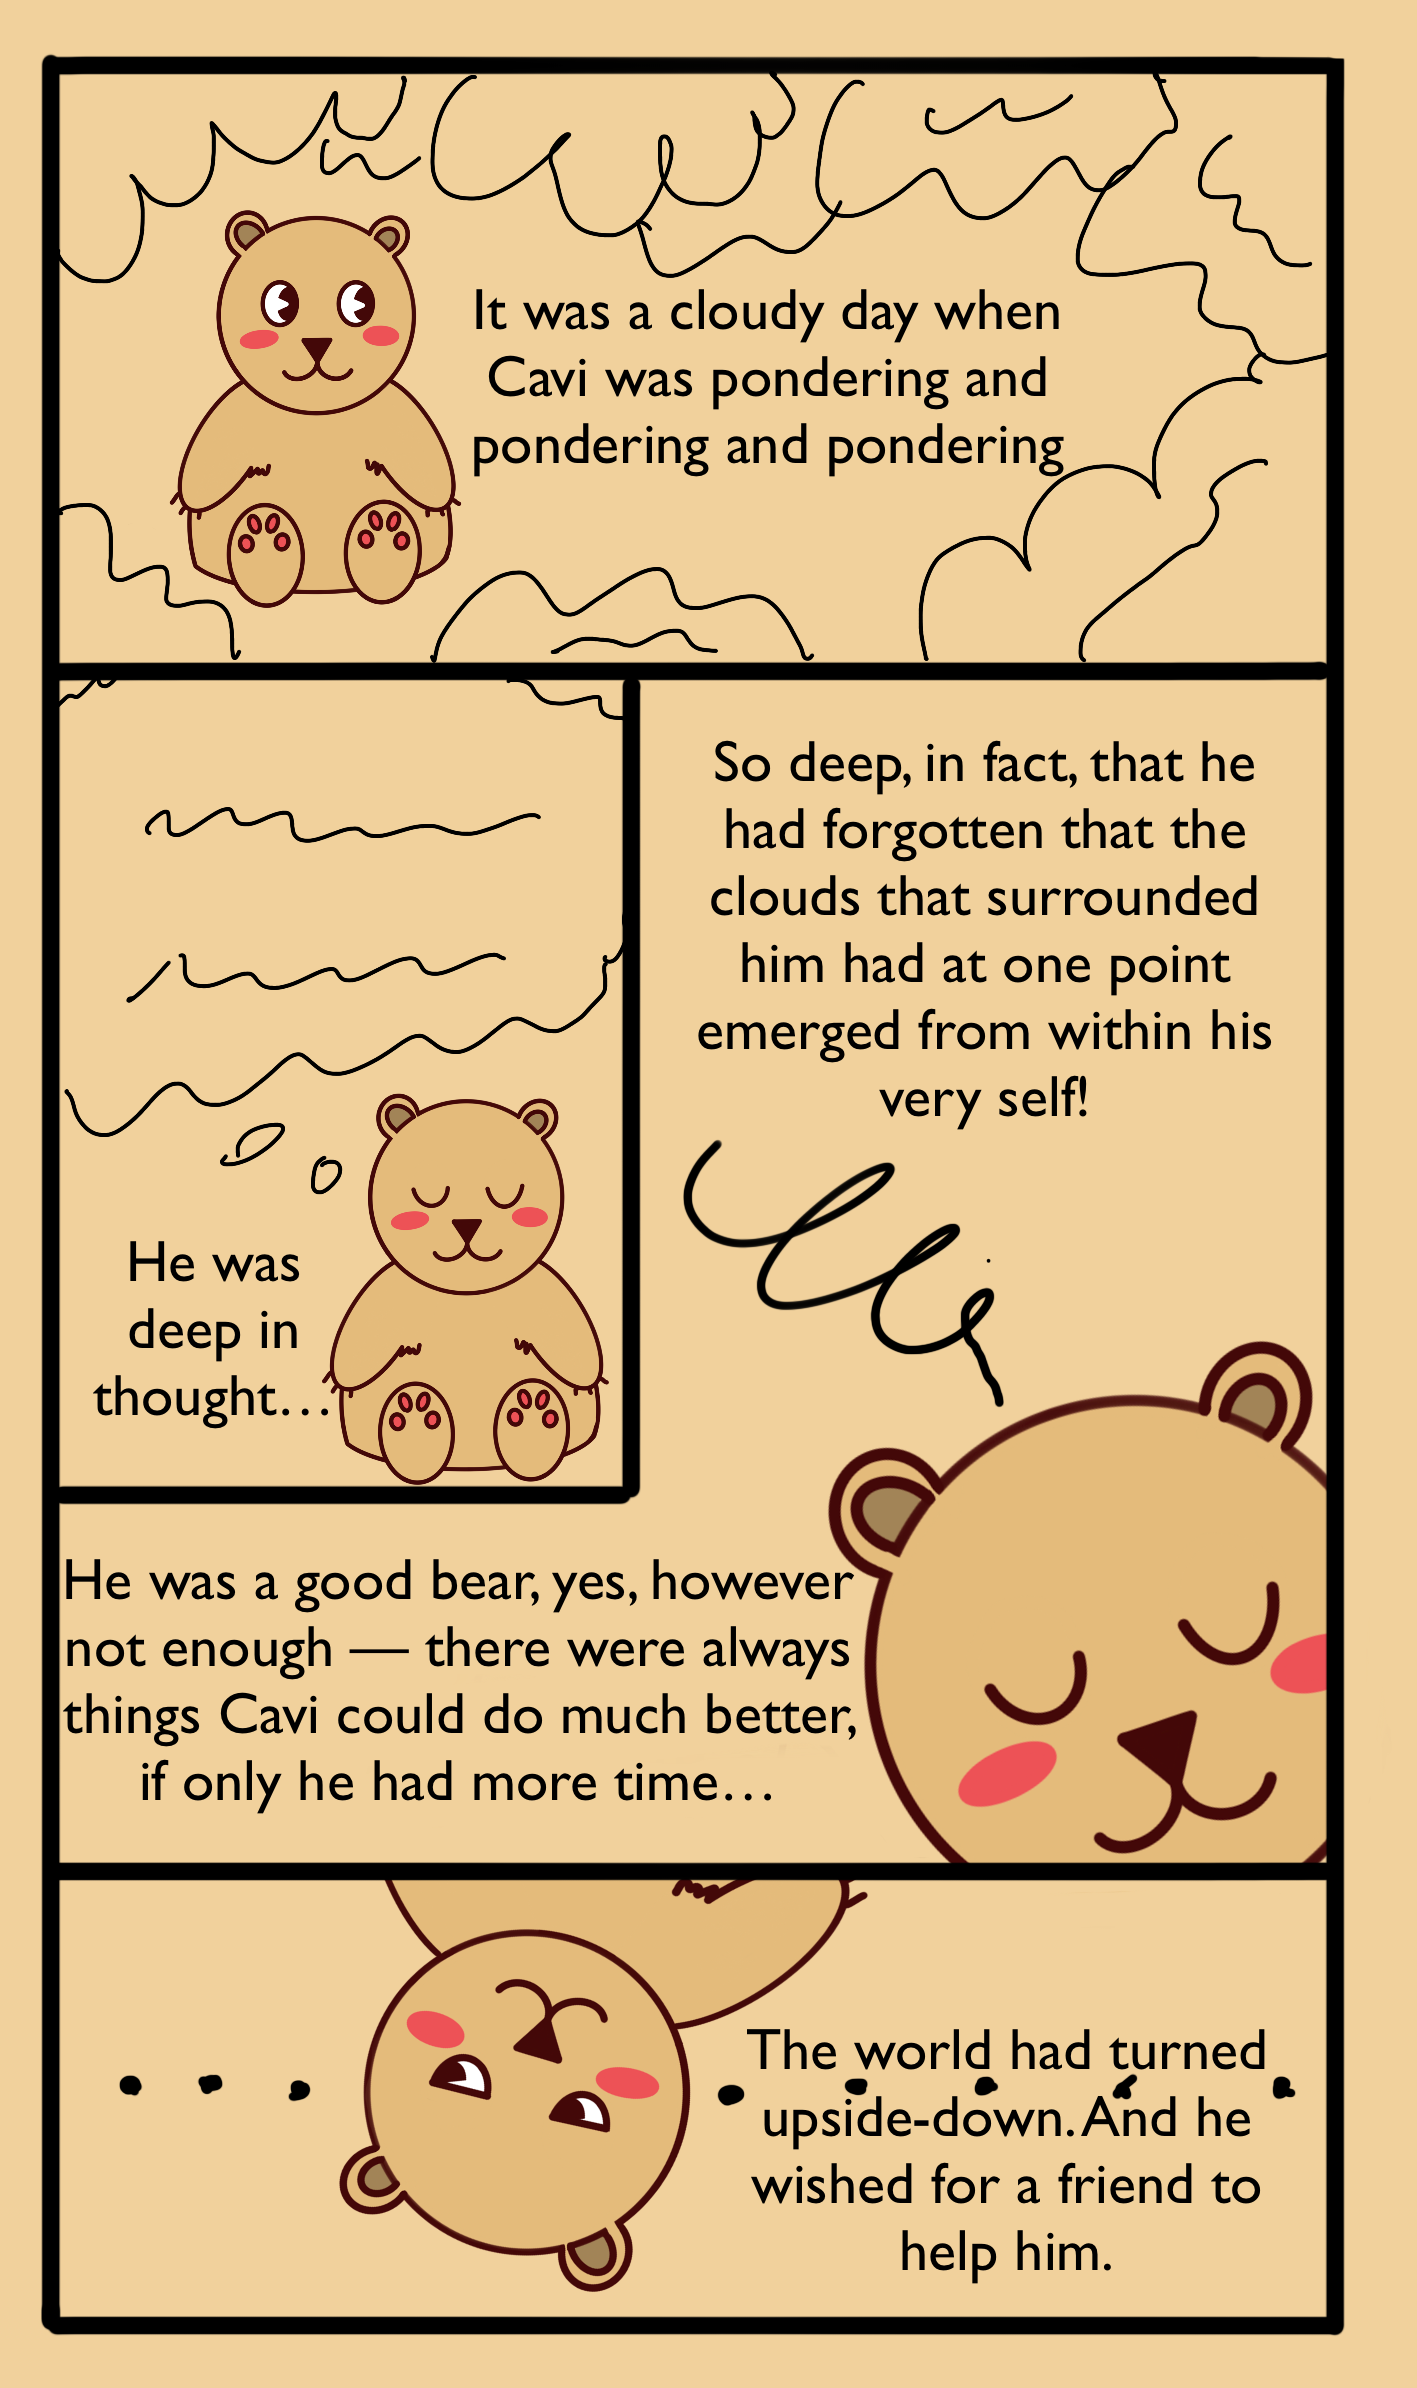 It was a cloudy day when
Cavi was pondering and
pondering and pondering
He was
deep in
thought...
So deep, in fact, that he
had forgotten that the
clouds that surrounded
him had at one point
emerged from within his
very self!
He was a good bear, yes, however
not enough — there were always
things Cavi could do much better,
if only he had more time...
The world had turned
upside-down. And he
wished for a friend to
help him.